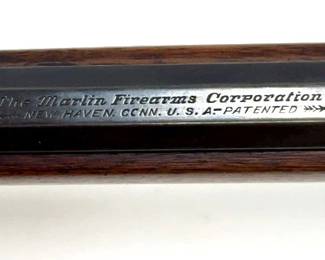 The Marlin Firearms Corporation
NEW HAVEN, CONN. U. S. A.—PATENTED